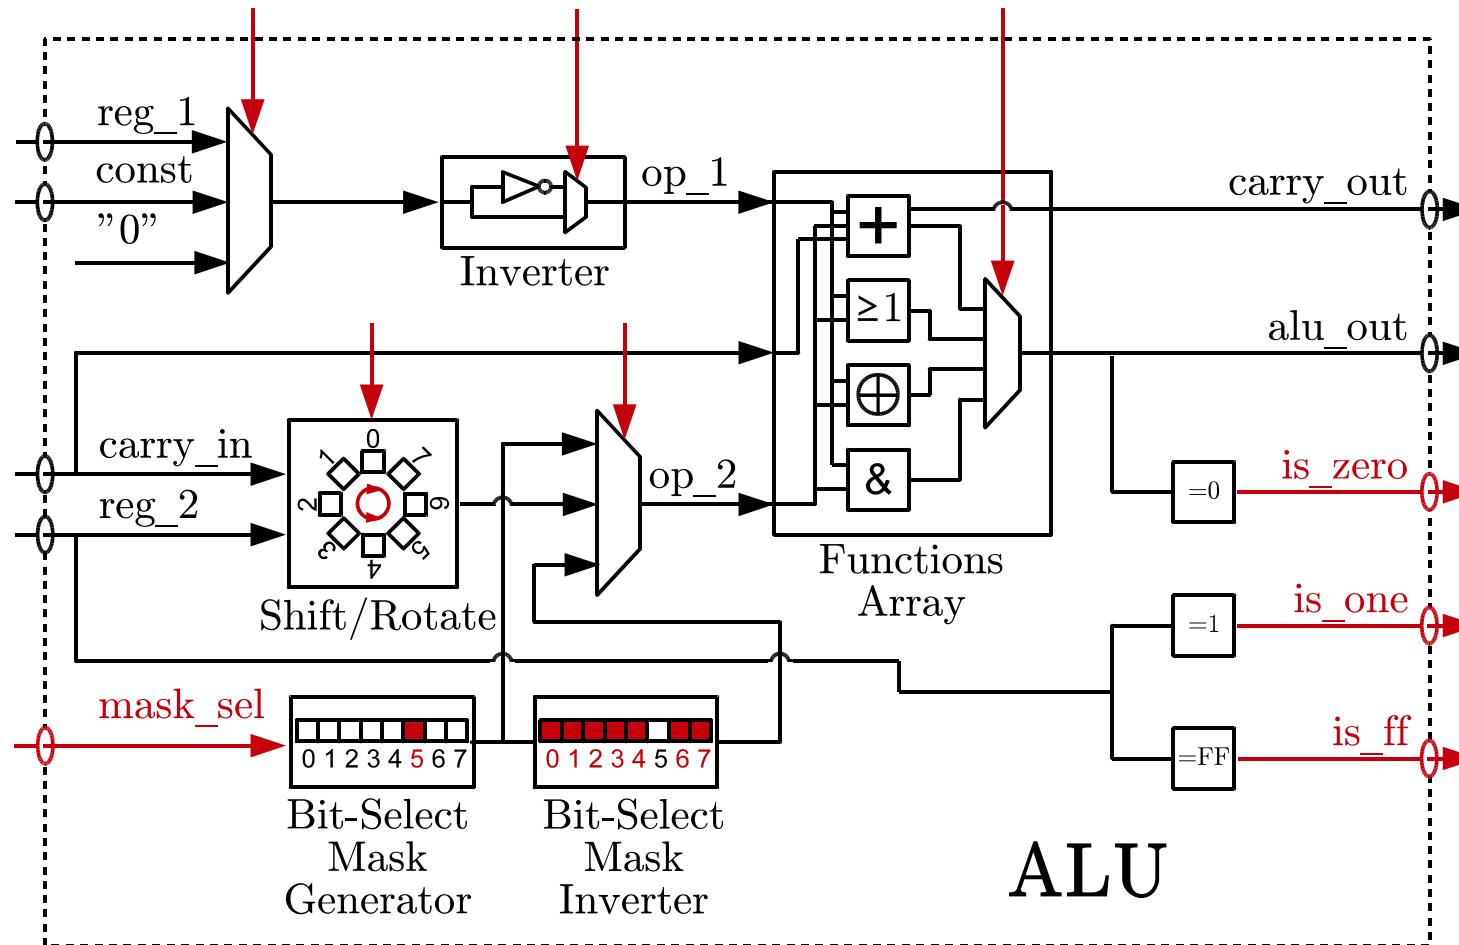 reg_1
const
"0"
Inverter
op_1
+
≥1
⊕
&
Functions
Array
carry_out
alu_out
carry_in
reg_2
0
7
6
5
4
3
2
1
Shift/Rotate
op_2
=0
is_zero
=1
is_one
=FF
is_ff
mask_sel
0 1 2 3 4 5 6 7
Bit-Select
Mask
Generator
0 1 2 3 4 5 6 7
Bit-Select
Mask
Inverter
ALU